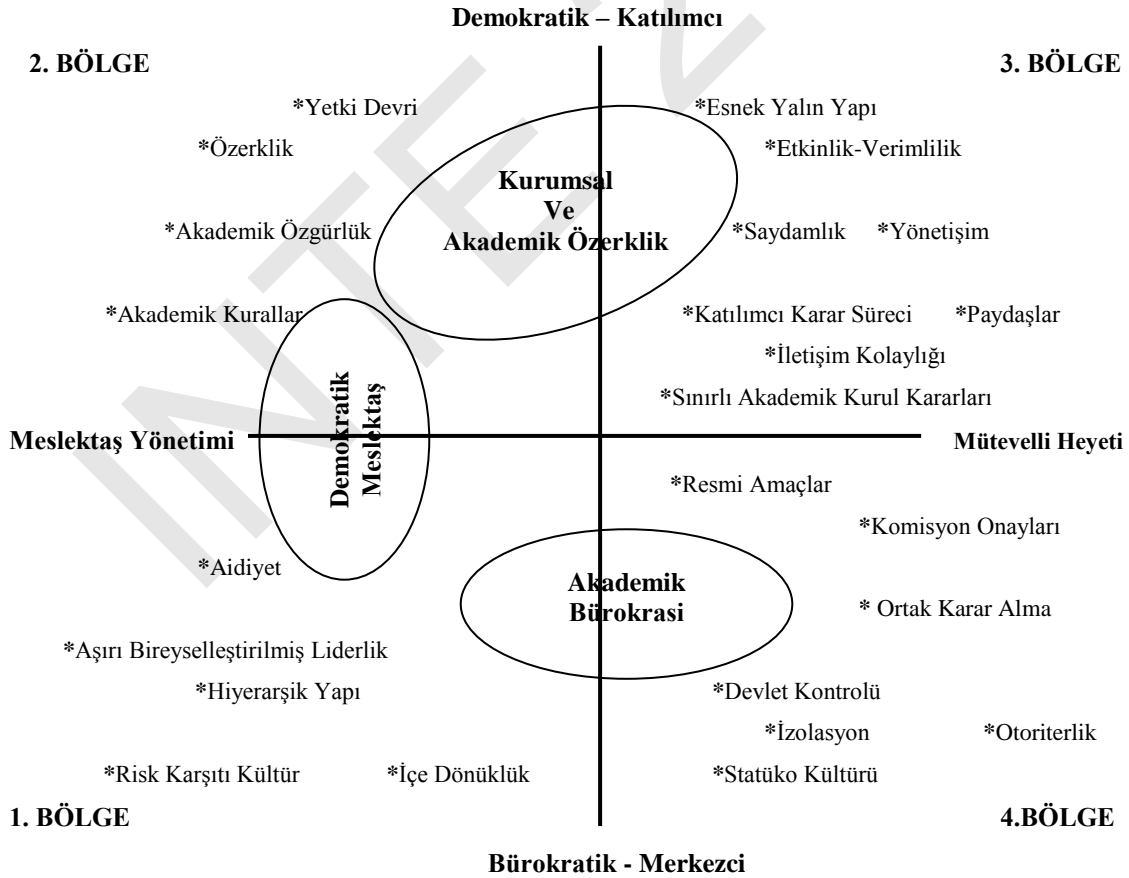 Demokratik – Katılımcı
2. BÖLGE
3. BÖLGE
*Yetki Devri
*Esnek Yalın Yapı
*Özerklik
*Etkinlik-Verimlilik
Kurumsal
Ve
Akademik Özerklik
*Akademik Özgürlük
*Saydamlık
*Yönetişim
*Akademik Kurallar
*Katılımcı Karar Süreci
*Paydaşlar
*İletişim Kolaylığı
*Sınırlı Akademik Kurul Kararları
Demokratik
Meslektaş
Meslektaş Yönetimi
Mütevelli Heyeti
*Resmi Amaçlar
*Komisyon Onayları
*Aidiyet
Akademik
Bürokrasi
* Ortak Karar Alma
*Aşırı Bireyselleştirilmiş Liderlik
*Hiyerarşik Yapı
*Devlet Kontrolü
*İzolasyon
*Otoriterlik
*Risk Karşıtı Kültür
*İçe Dönüklük
*Statüko Kültürü
1. BÖLGE
4.BÖLGE
Bürokratik - Merkezci